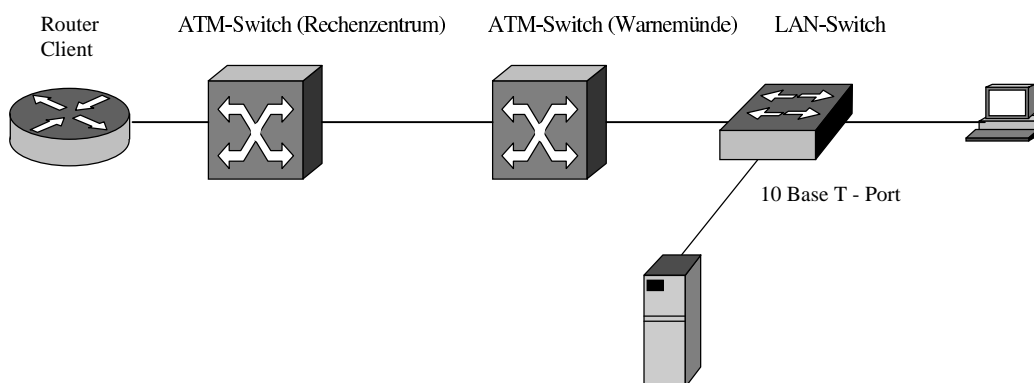 Router
Client
ATM-Switch (Rechenzentrum)
ATM-Switch (Warnemünde)
LAN-Switch
10 Base T - Port